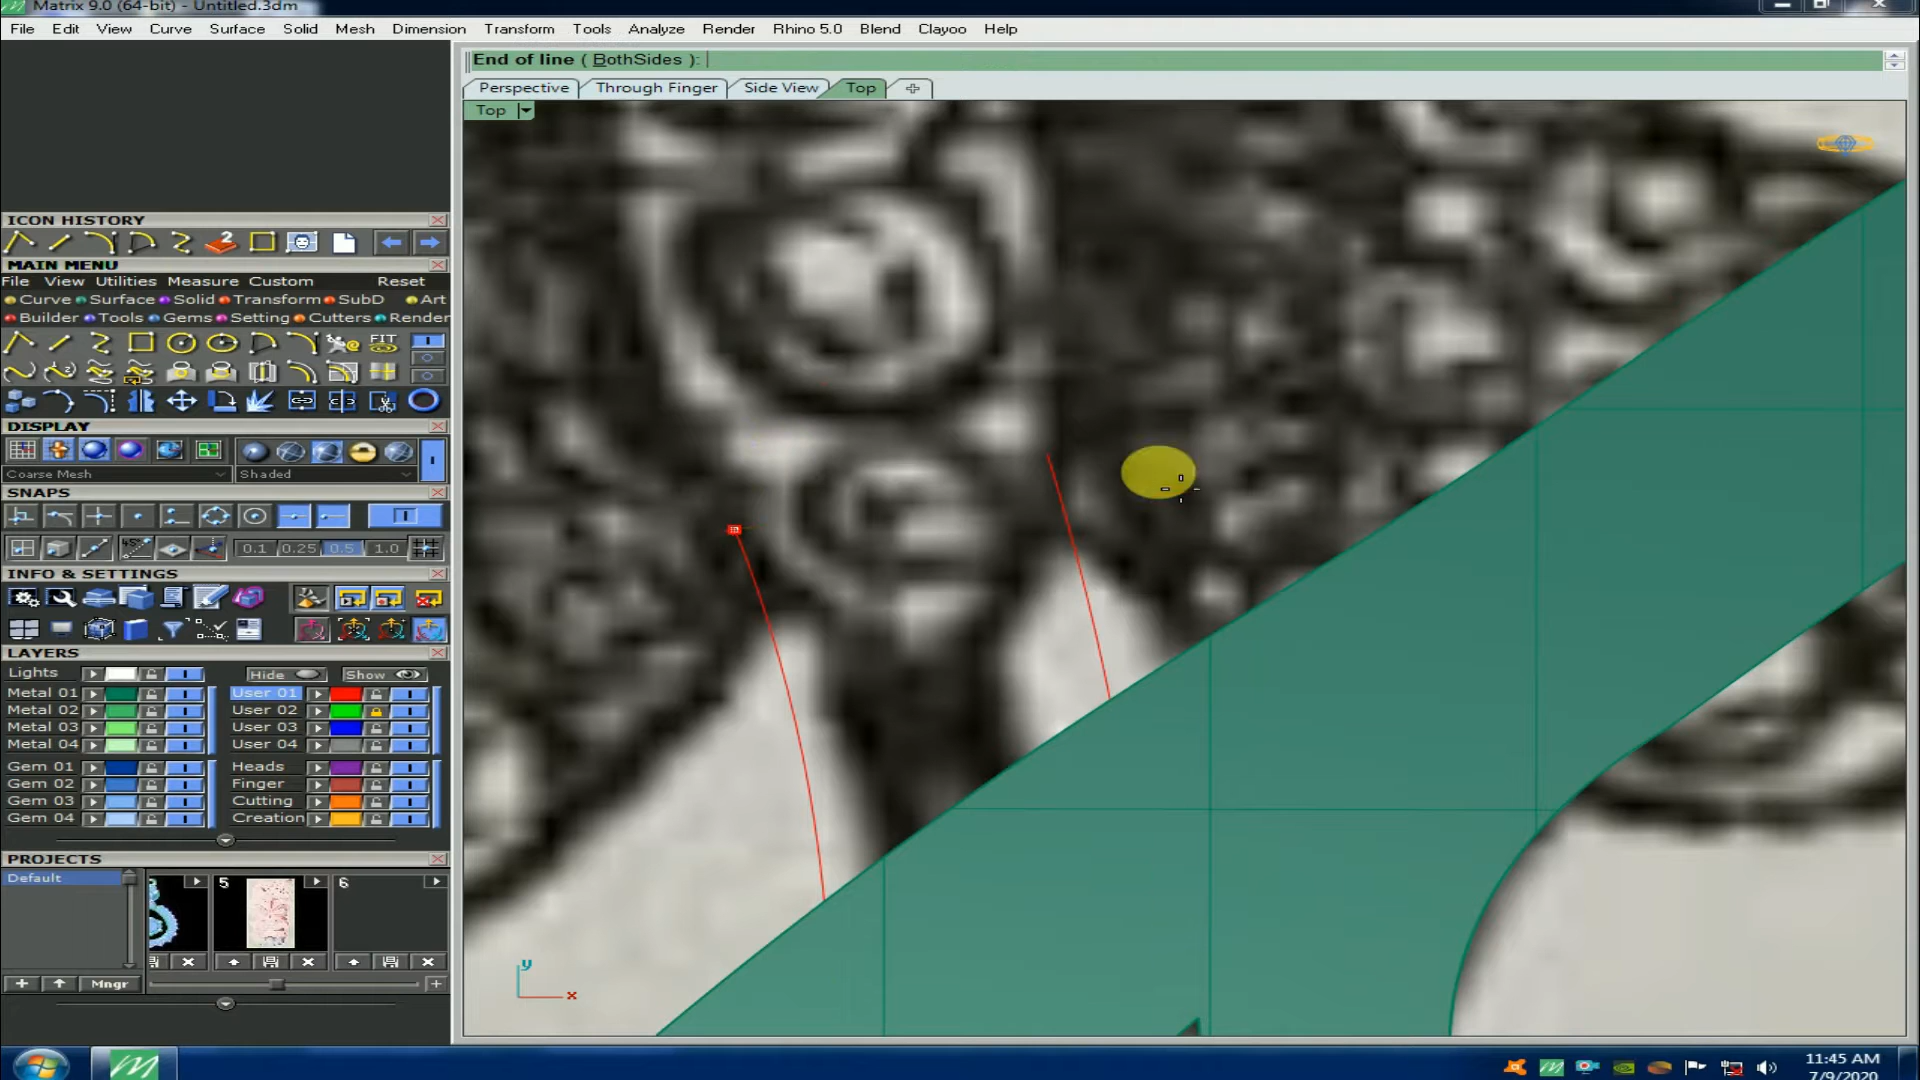 Matrix 9.0 (64-bit) - Untitled.3dm
File Edit View Curve Surface Solid Mesh Dimension Transform Tools Analyze Render Rhino 5.0 Blend Clayoo Help
End of line ( BothSides ):
Perspective Through Finger Side View Top
Top
ICON HISTORY
2
MAIN MENU
File View Utilities Measure Custom Reset
Curve Surface Solid Transform SubD Art
Builder Tools Gems Setting Cutters Render
FIT
DISPLAY
Coarse Mesh Shaded
SNAPS
45°
0.1 0.25 0.5 1.0
INFO & SETTINGS
LAYERS
Lights Hide Show
Metal 01 User 01
Metal 02 User 02
Metal 03 User 03
Metal 04 User 04
Gem 01 Heads
Gem 02 Finger
Gem 03 Cutting
Gem 04 Creation
PROJECTS
Default
5 6
Mngr
y
x
11:45 AM
7/9/2020